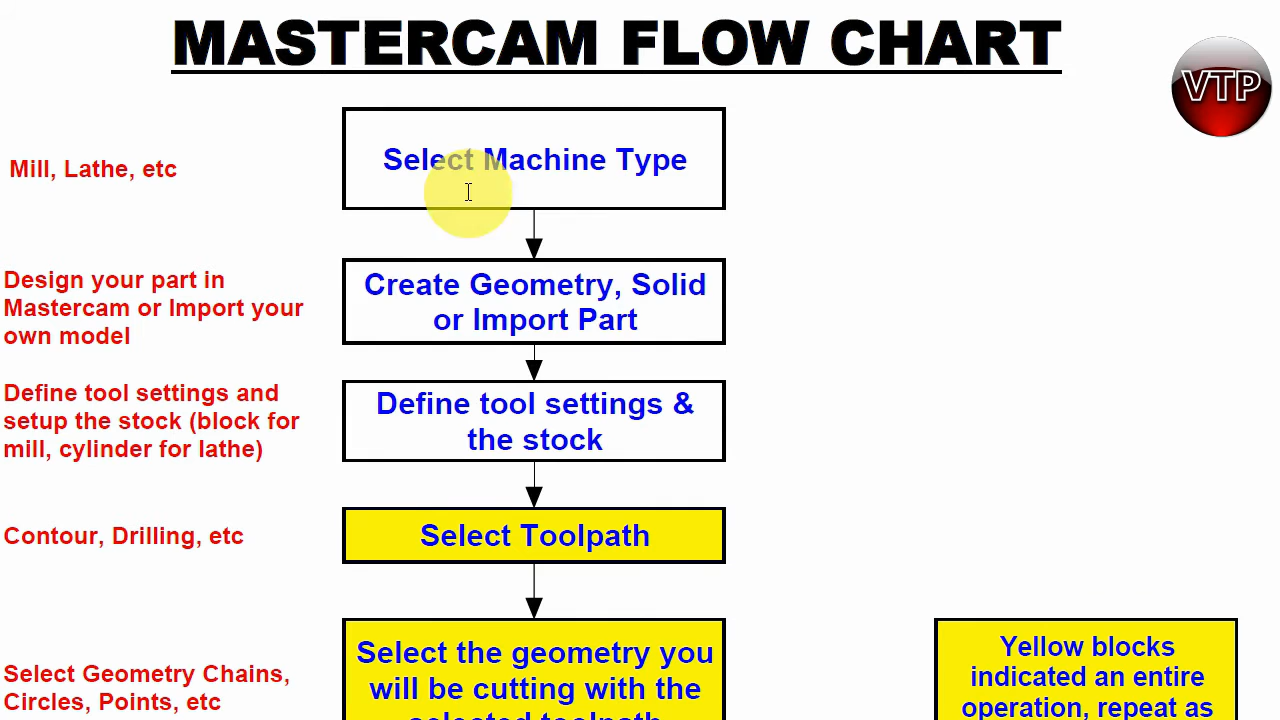 MASTERCAM FLOW CHART
VTP
Mill, Lathe, etc
Select Machine Type
Design your part in
Mastercam or Import your
own model
Create Geometry, Solid
or Import Part
Define tool settings and
setup the stock (block for
mill, cylinder for lathe)
Define tool settings &
the stock
Contour, Drilling, etc
Select Toolpath
Select Geometry Chains,
Circles, Points, etc
Select the geometry you
will be cutting with the
selected toolpath
Yellow blocks
indicated an entire
operation, repeat as